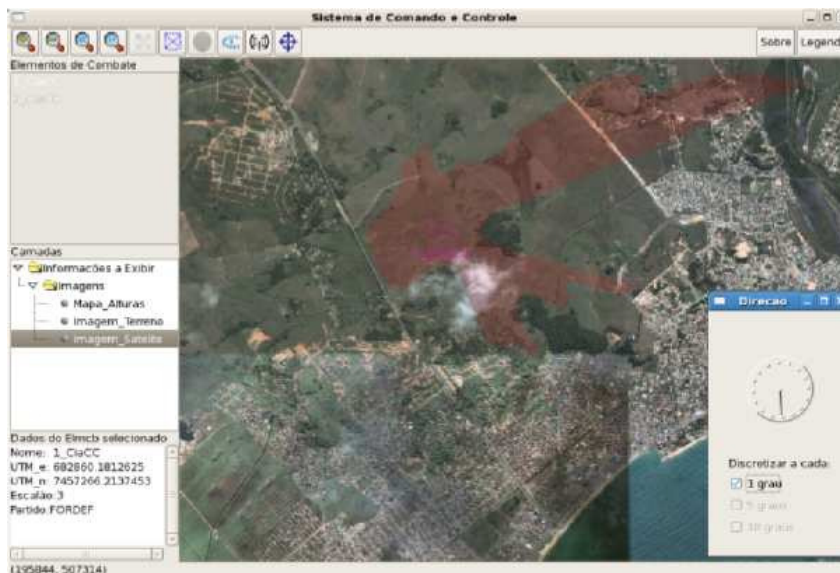 Sistema de Comando e Controle
Sobre
Legend
Elementos de Combate
Camadas
Informacões a Exibir
Imagens
Mapa_Alturas
Imagem_Terreno
Imagem_Satelite
Dados do Elmcb selecionado
Nome: 1_CiaCC
UTM_e: 682860.1812625
UTM_n: 7457266.2137453
Escalão:3
Partido:FORDEF
(195844, 507314)
Direcao
Discretizar a cada:
1 grau
5 graus
10 graus